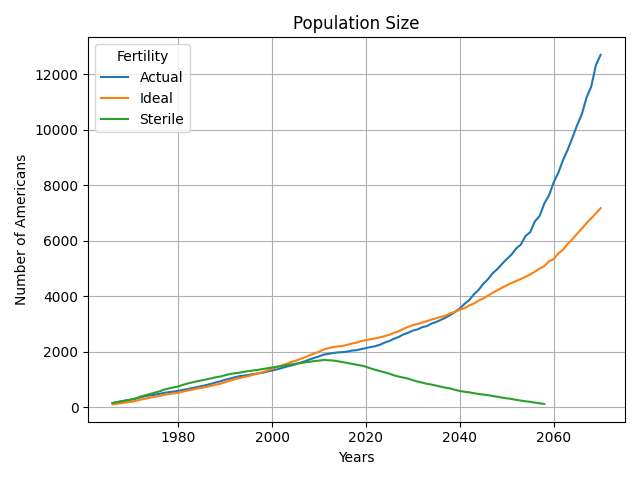 Population Size
Fertility
Actual
Ideal
Sterile
Number of Americans
12000
10000
8000
6000
4000
2000
0
1980
2000
2020
2040
2060
Years